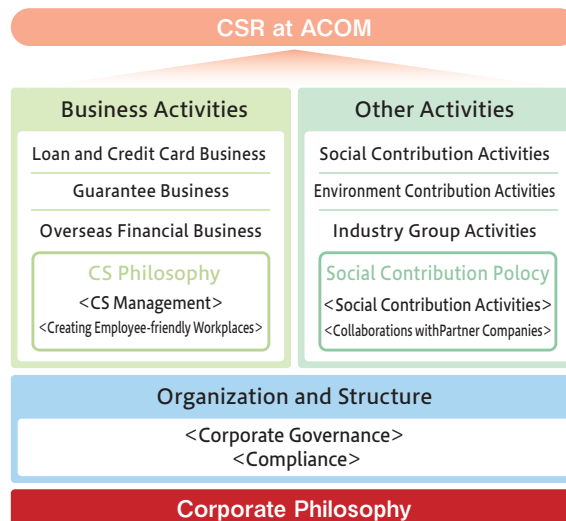 CSR at ACOM
Business Activities
Loan and Credit Card Business
Guarantee Business
Overseas Financial Business
CS Philosophy
<CS Management>
<Creating Employee-friendly Workplaces>
Other Activities
Social Contribution Activities
Environment Contribution Activities
Industry Group Activities
Social Contribution Polocy
<Social Contribution Activities>
<Collaborations withPartner Companies>
Organization and Structure
<Corporate Governance>
<Compliance>
Corporate Philosophy